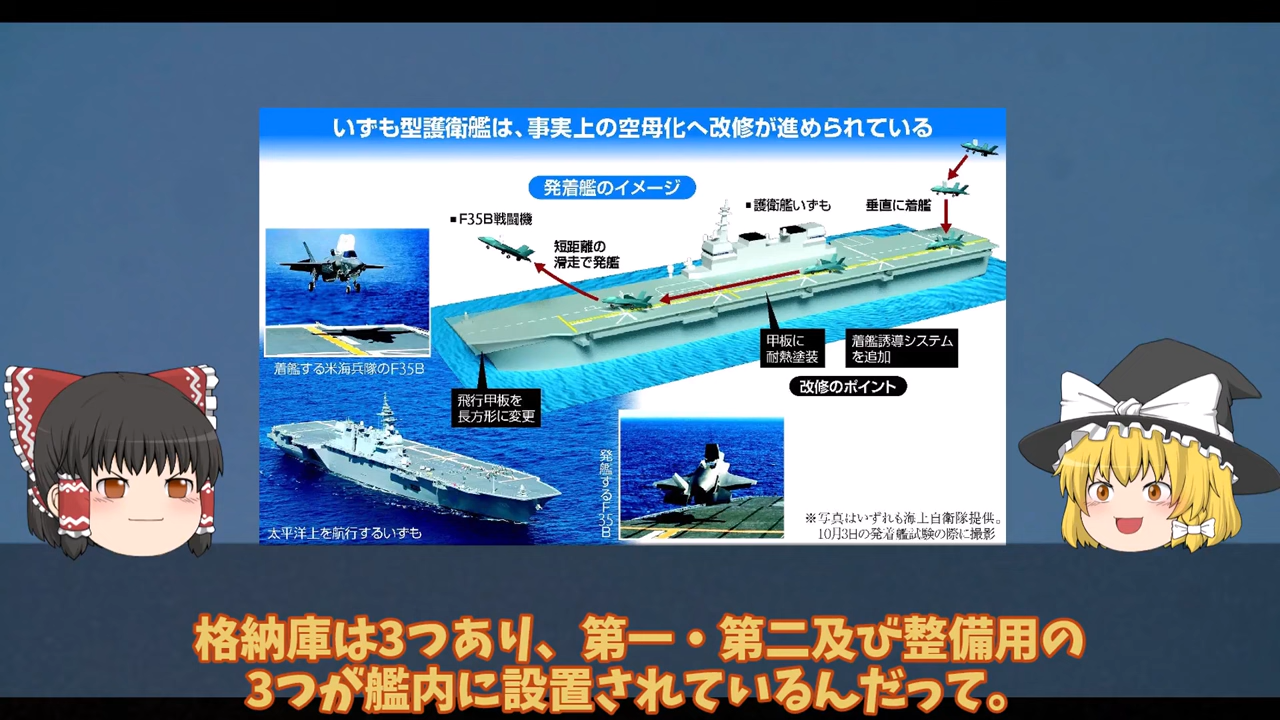 いずも型護衛艦は、事実上の空母化へ改修が進められている
発着艦のイメージ
■F35B戦闘機
短距離の
滑走で発艦
■護衛艦いずも
垂直に着艦
甲板に
耐熱塗装
着艦誘導システム
を追加
改修のポイント
着艦する米海兵隊のF35B
飛行甲板を
長方形に変更
発艦するF35B
太平洋上を航行するいずも
※写真はいずれも海上自衛隊提供。
10月3日の発着艦試験の際に撮影
格納庫は3つあり、第一・第二及び整備用の
3つが艦内に設置されているんだって。